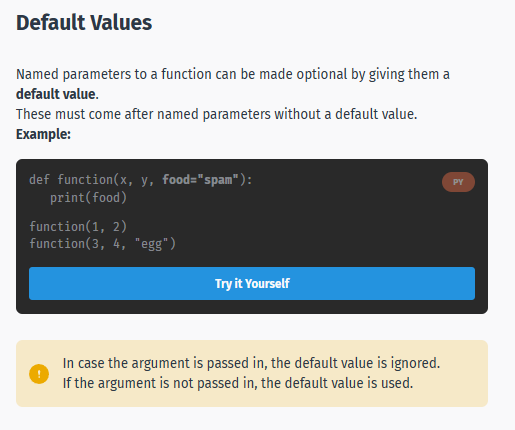 Default Values
Named parameters to a function can be made optional by giving them a
default value.
These must come after named parameters without a default value.
Example:
def function(x, y, food="spam"):
PY
   print(food)
function(1, 2)
function(3, 4, "egg")
Try it Yourself
!
In case the argument is passed in, the default value is ignored.
If the argument is not passed in, the default value is used.